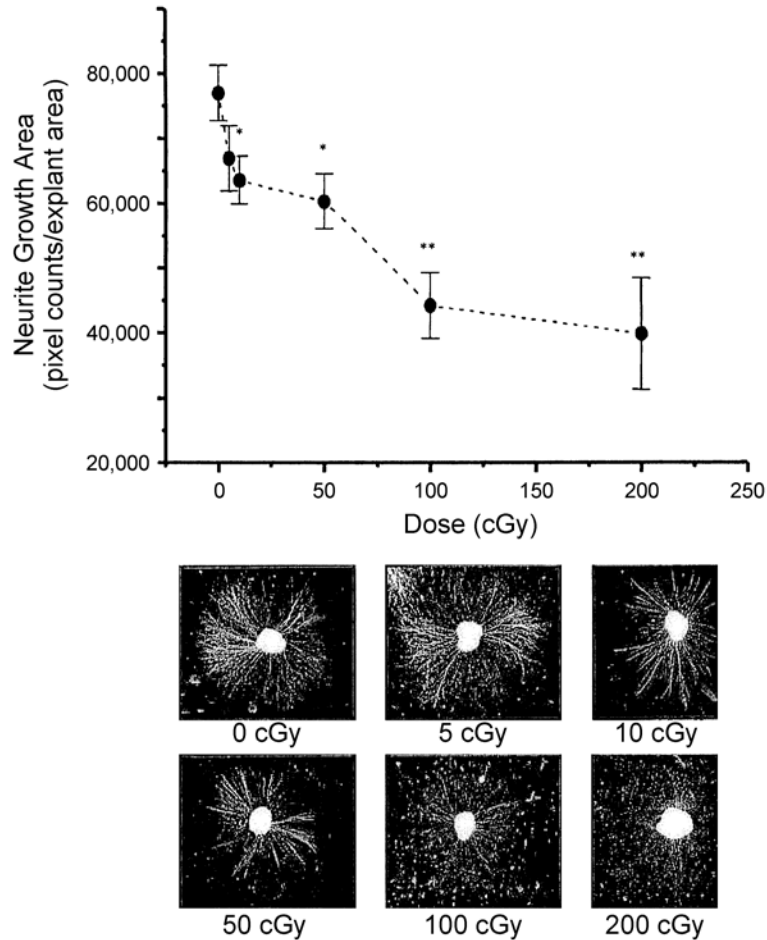 Neurite Growth Area
(pixel counts/explant area)
80,000
60,000
40,000
20,000
*
*
**
**
0
50
100
150
200
250
Dose (cGy)
0 cGy
5 cGy
10 cGy
50 cGy
100 cGy
200 cGy